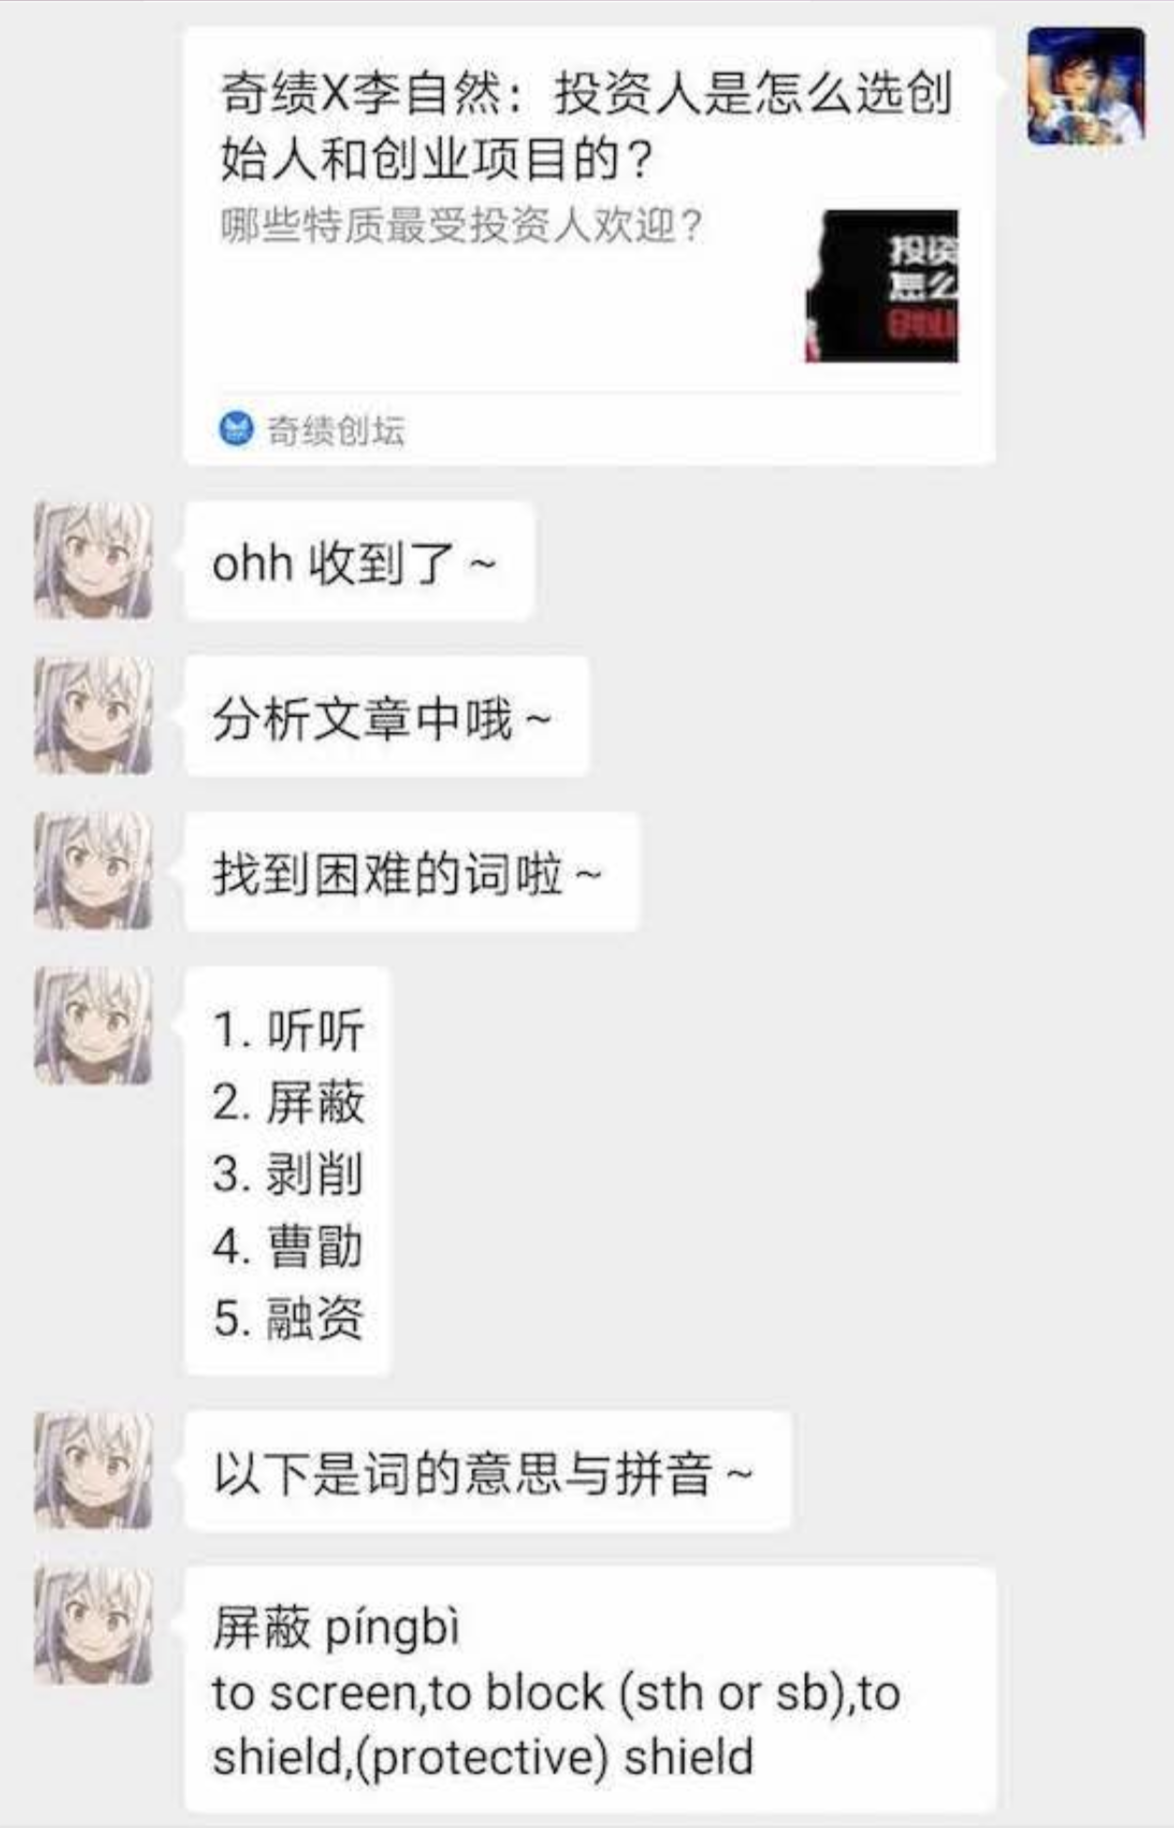 奇绩X李自然：投资人是怎么选创
始人和创业项目的？
哪些特质最受投资人欢迎？
投资
怎么
创业
奇绩创坛
ohh 收到了～
分析文章中哦～
找到困难的词啦～
1. 听听
2. 屏蔽
3. 剥削
4. 曹勖
5. 融资
以下是词的意思与拼音～
屏蔽 píngbì
to screen,to block (sth or sb),to
shield,(protective) shield